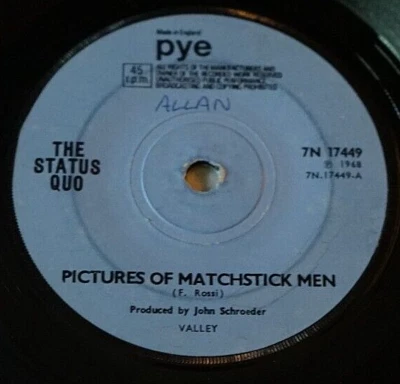 Made in England
pye
45
r.p.m.
ALL RIGHTS OF THE MANUFACTURERS AND
OWNER OF THE RECORDED WORK RESERVED
UNAUTHORISED PUBLIC PERFORMANCE
BROADCASTING AND COPYING PROHIBITED
ALLAN
THE
STATUS
QUO
7N 17449
℗ 1968
7N.17449-A
PICTURES OF MATCHSTICK MEN
(F. Rossi)
Produced by John Schroeder
VALLEY